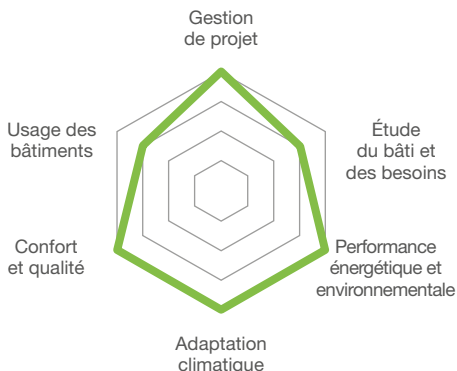 Gestion
de projet
Usage des
bâtiments
Étude
du bâti et
des besoins
Confort
et qualité
Performance
énergétique et
environnementale
Adaptation
climatique